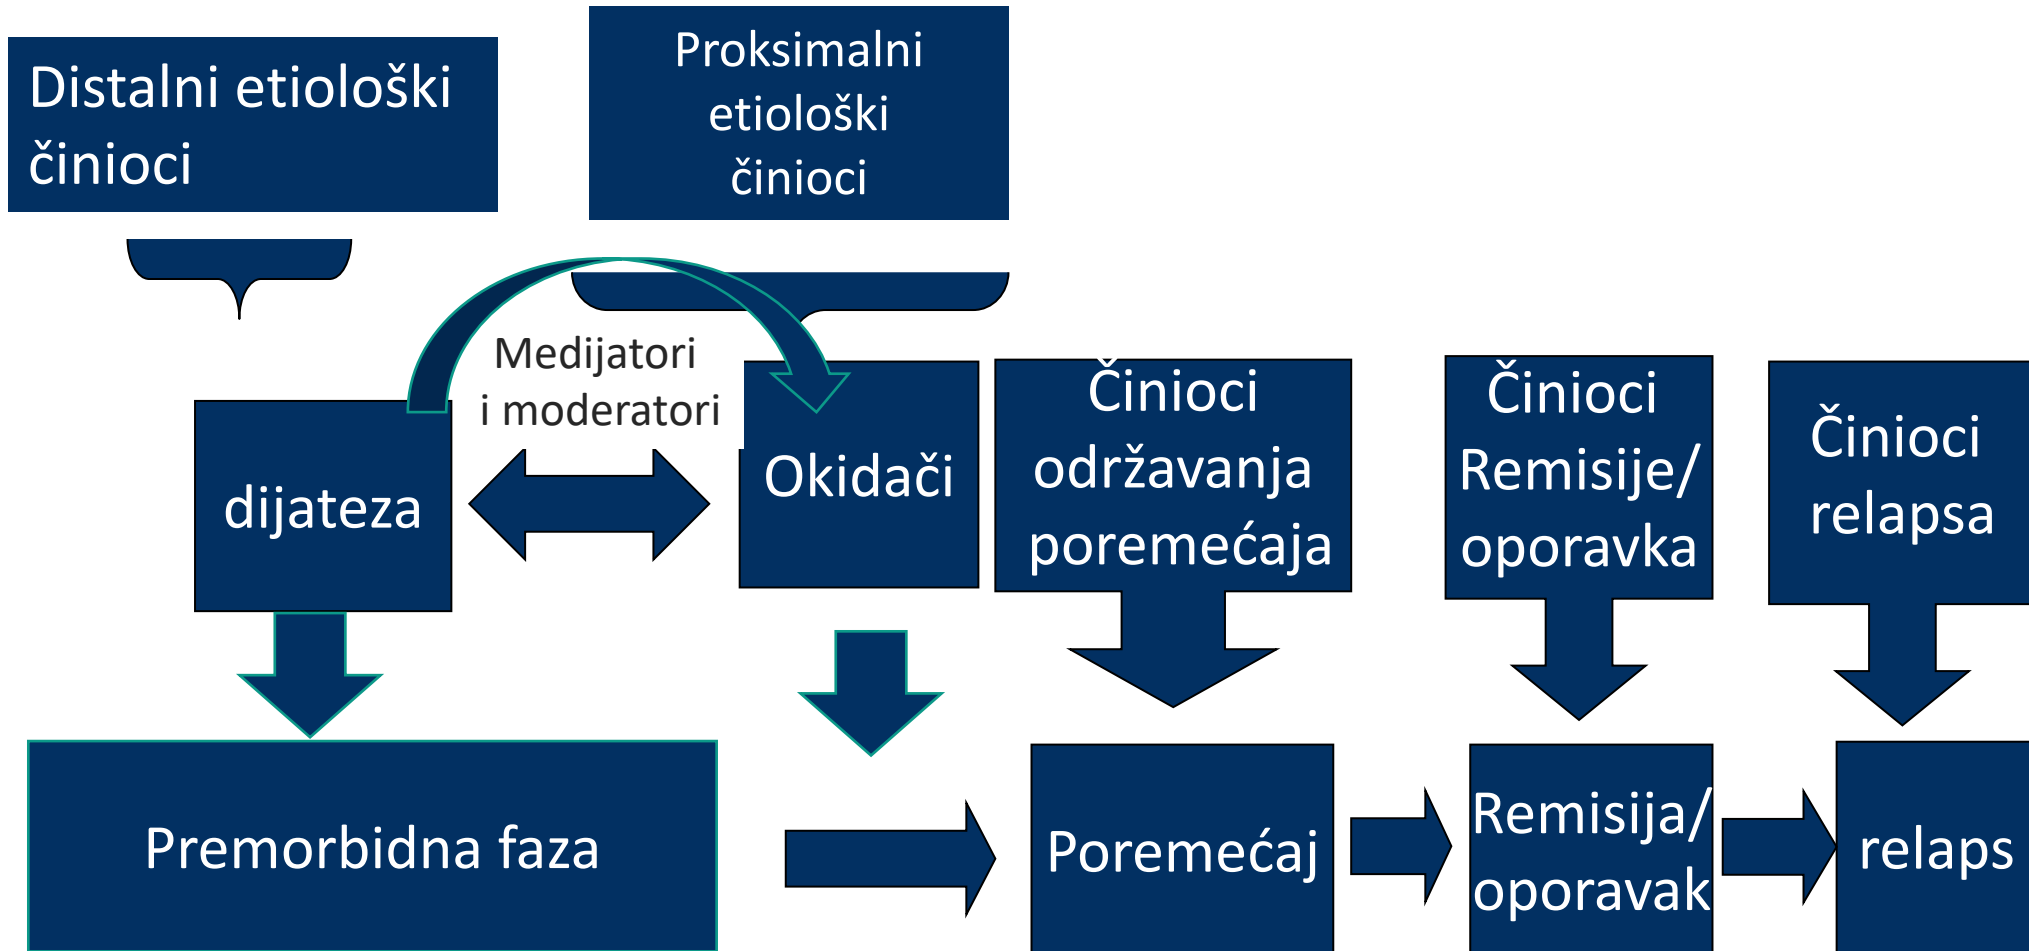 Distalni etiološki
činioci
Proksimalni
etiološki
činioci
Medijatori
i moderatori
dijateza
Okidači
Činioci
održavanja
poremećaja
Činioci
Remisije/
oporavka
Činioci
relapsa
Premorbidna faza
Poremećaj
Remisija/
oporavak
relaps